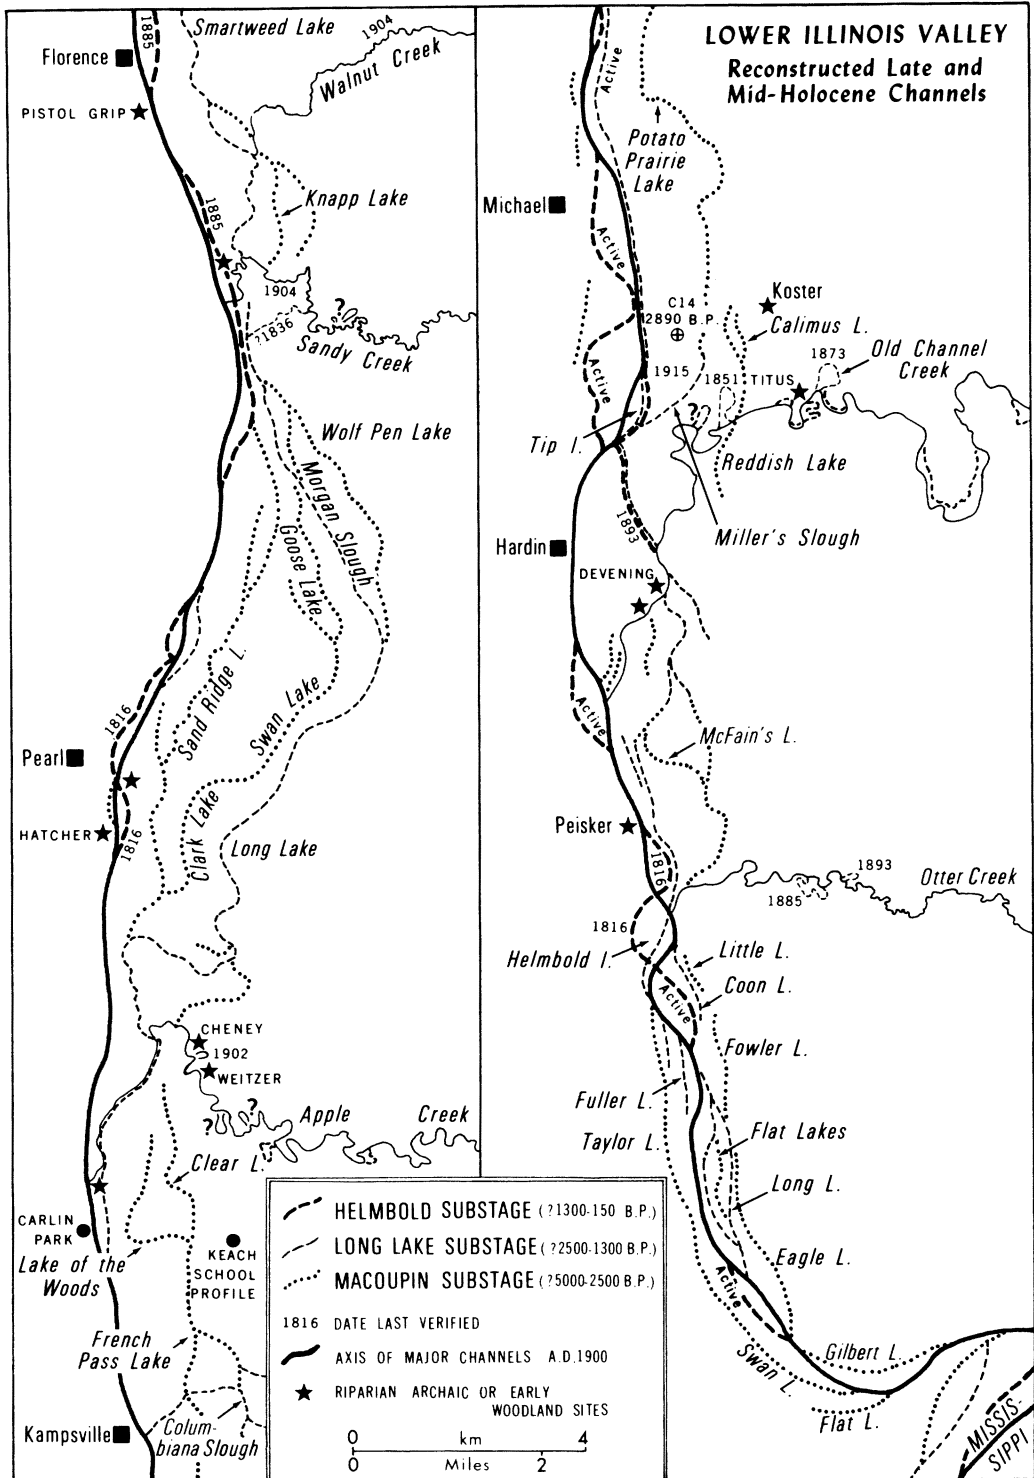 LOWER ILLINOIS VALLEY
Reconstructed Late and
Mid-Holocene Channels
1885
Smartweed Lake
1904
Walnut Creek
Florence
PISTOL GRIP
Knapp Lake
1885
1904
?
?1836
Sandy Creek
Wolf Pen Lake
Morgan Slough
Goose Lake
Sand Ridge L.
Swan Lake
1816
Pearl
HATCHER
1816
Clark Lake
Long Lake
CHENEY
1902
WEITZER
?
?
Apple Creek
Clear L.
CARLIN
PARK
KEACH
SCHOOL
PROFILE
Lake of the
Woods
French
Pass Lake
Kampsville
Colum-
biana Slough
Active
Potato
Prairie
Lake
Michael
Active
C14
2890 B.P.
Koster
Calimus L.
1873
Old Channel
Creek
Active
1915
1851
TITUS
?
Tip I.
Reddish Lake
1893
Miller's Slough
Hardin
DEVENING
Active
McFain's L.
Peisker
1816
1893
1885
Otter Creek
1816
Helmbold I.
Little L.
Coon L.
Active
Fowler L.
Fuller L.
Taylor L.
Flat Lakes
Long L.
Eagle L.
Active
Gilbert L.
Swan L.
Flat L.
MISSIS-
SIPPI
HELMBOLD SUBSTAGE (?1300-150 B.P.)
LONG LAKE SUBSTAGE (?2500-1300 B.P.)
MACOUPIN SUBSTAGE (?5000-2500 B.P.)
1816 DATE LAST VERIFIED
AXIS OF MAJOR CHANNELS A.D.1900
RIPARIAN ARCHAIC OR EARLY
WOODLAND SITES
0 km 4
0 Miles 2